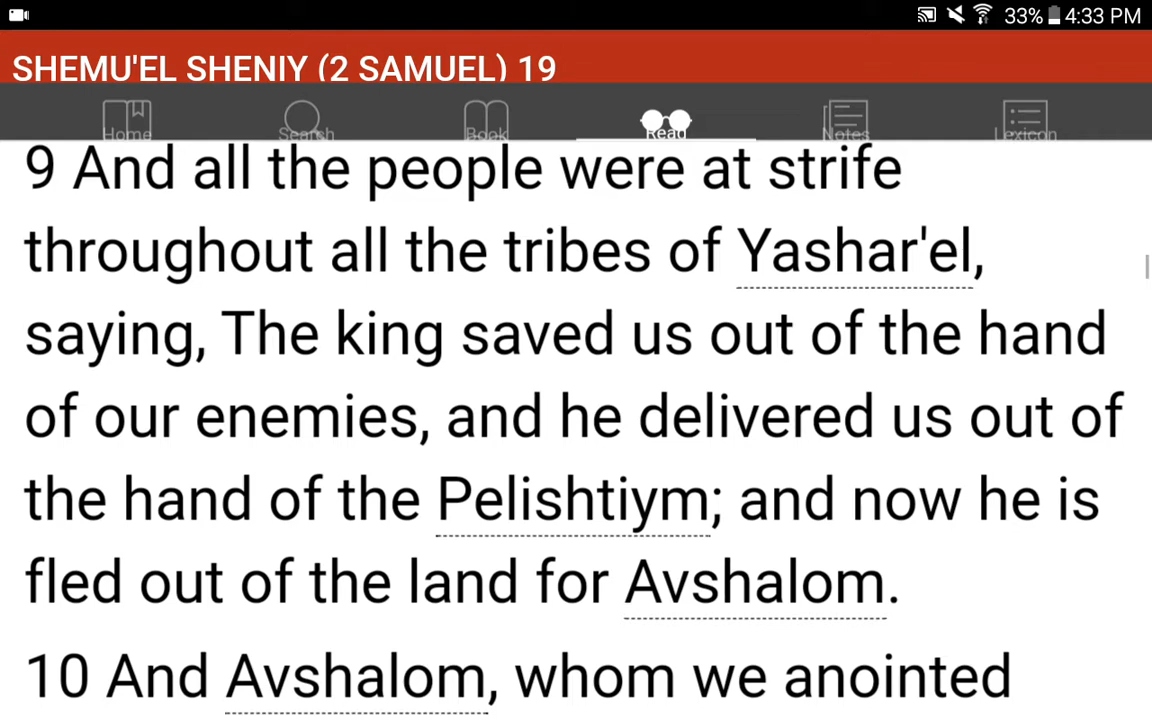 33% 4:33 PM
SHEMU'EL SHENIY (2 SAMUEL) 19
Home Search Book Read Notes Lexicon
9 And all the people were at strife
throughout all the tribes of Yashar'el,
saying, The king saved us out of the hand
of our enemies, and he delivered us out of
the hand of the Pelishtiym; and now he is
fled out of the land for Avshalom.
10 And Avshalom, whom we anointed